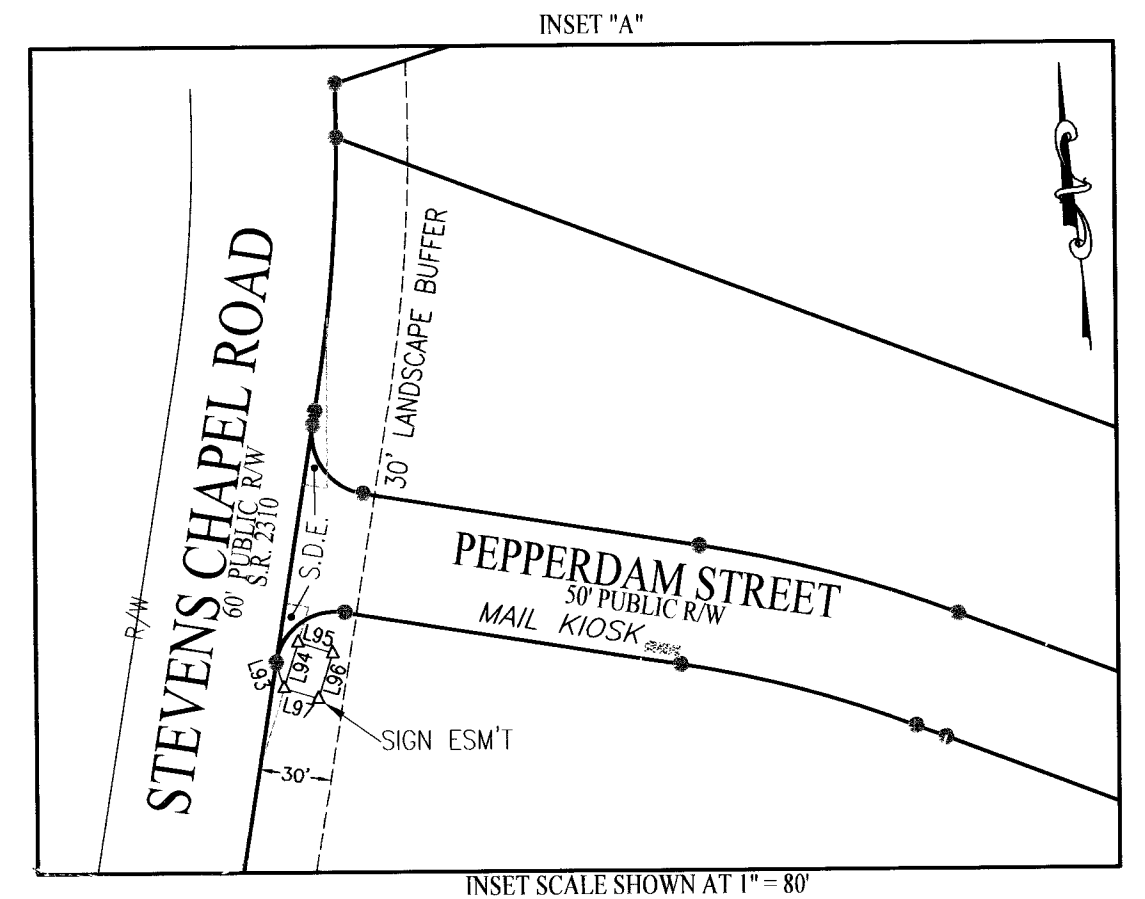 INSET "A"
STEVENS CHAPEL ROAD
60' PUBLIC R/W
S.R. 2310
R/W
30' LANDSCAPE BUFFER
S.D.E.
PEPPERDAM STREET
50' PUBLIC R/W
MAIL KIOSK
L93
L94
L95
L96
L97
SIGN ESM'T
30'
INSET SCALE SHOWN AT 1" = 80'